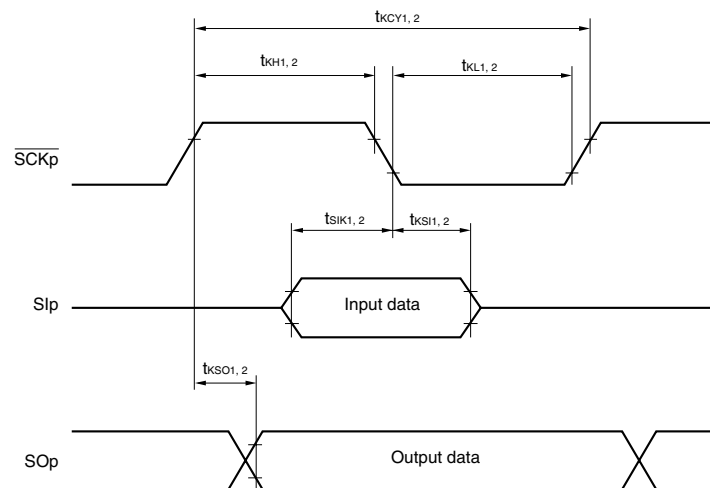 tKCY1, 2
tKH1, 2
tKL1, 2
SCKp
tSIK1, 2
tKSI1, 2
SIp
Input data
tKSO1, 2
SOp
Output data